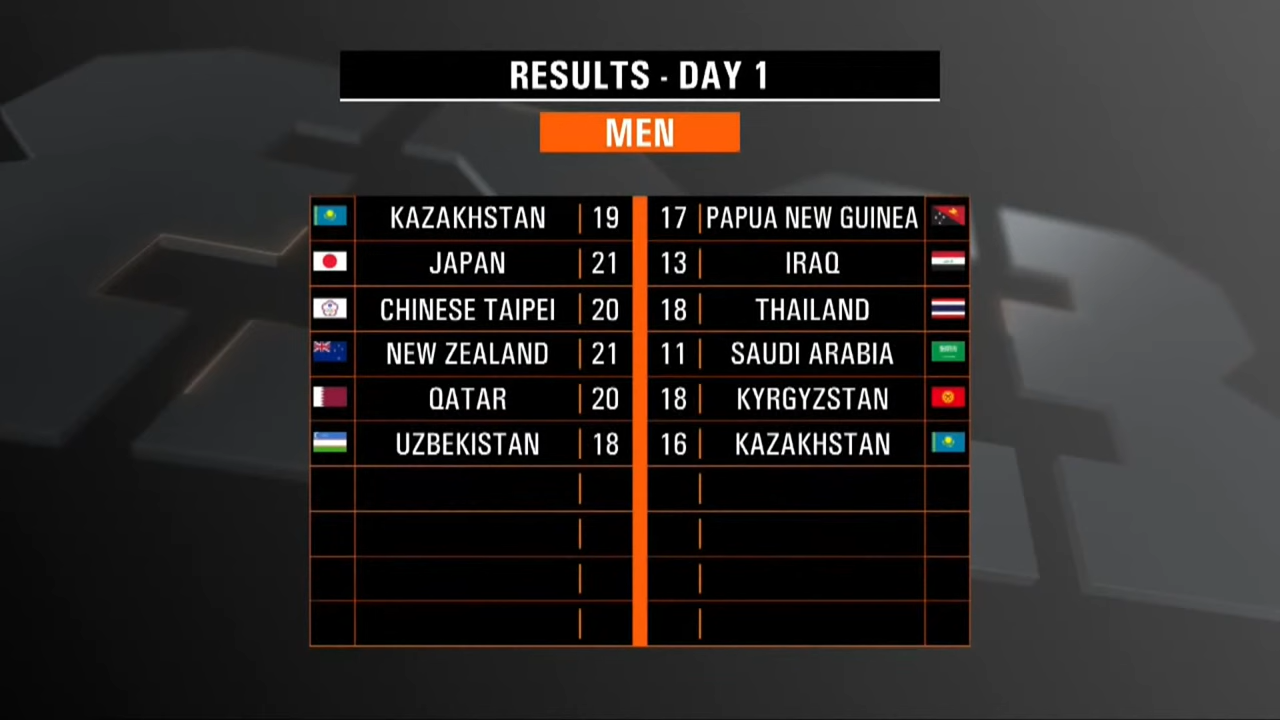 RESULTS - DAY 1
MEN
KAZAKHSTAN 19 17 PAPUA NEW GUINEA
JAPAN 21 13 IRAQ
CHINESE TAIPEI 20 18 THAILAND
NEW ZEALAND 21 11 SAUDI ARABIA
QATAR 20 18 KYRGYZSTAN
UZBEKISTAN 18 16 KAZAKHSTAN